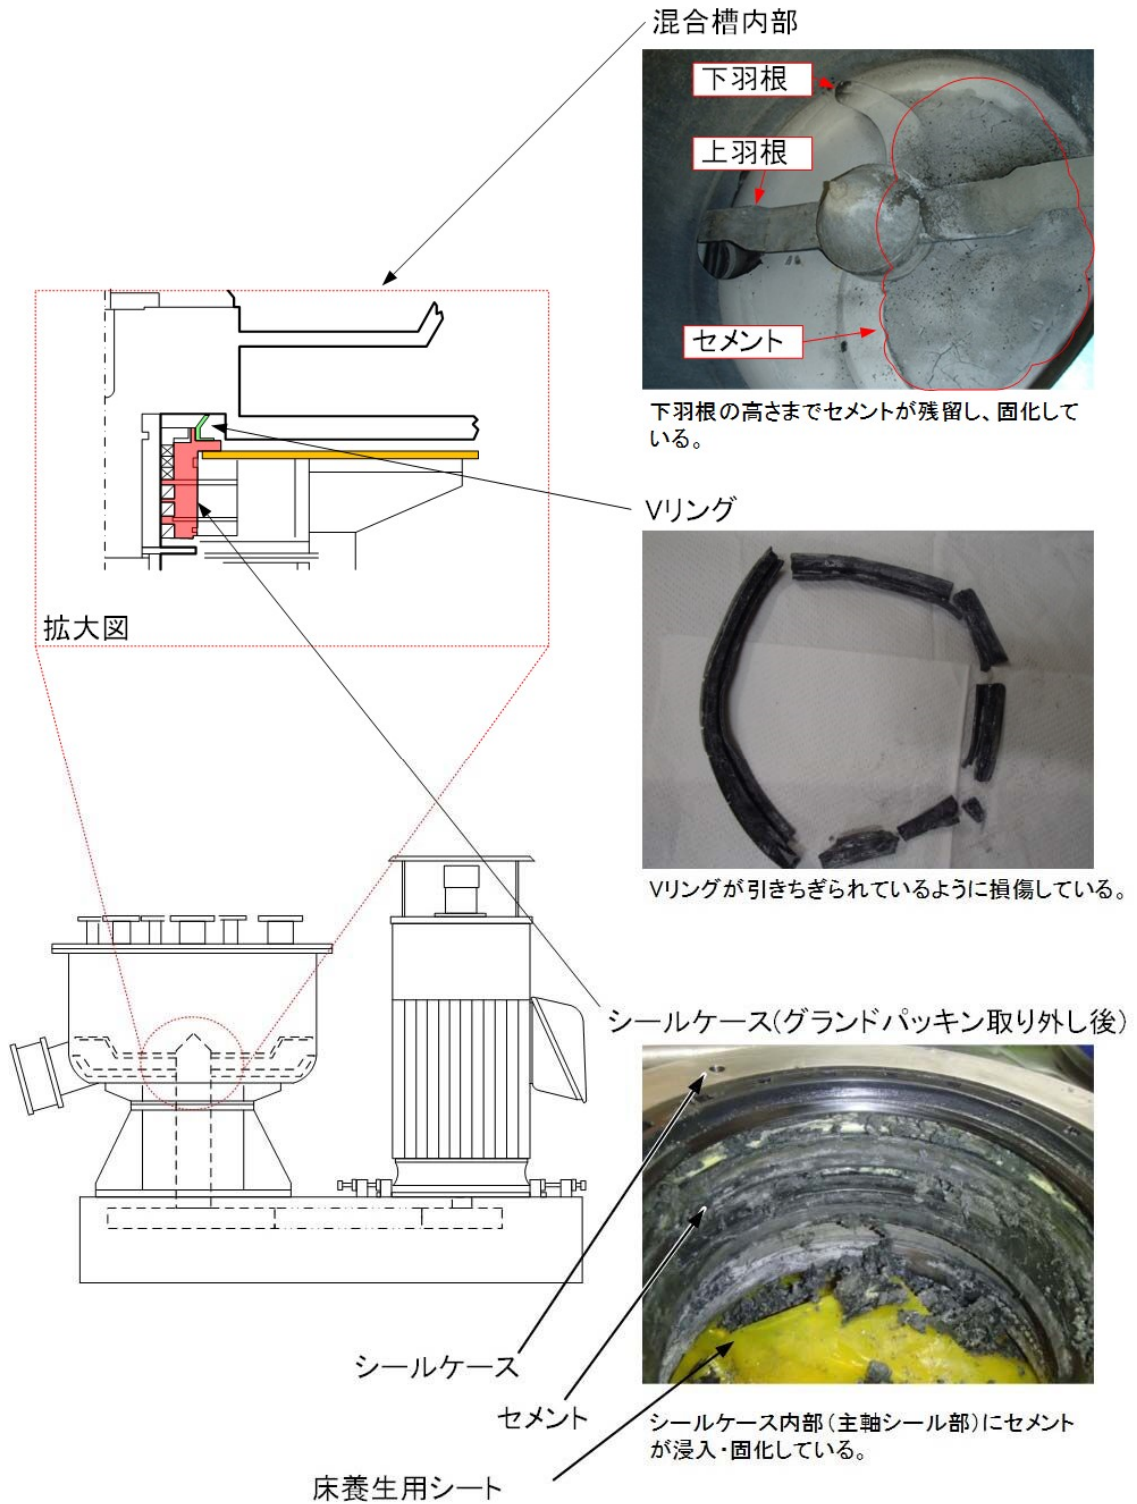 混合槽内部
下羽根
上羽根
セメント
下羽根の高さまでセメントが残留し、固化して
いる。
Vリング
拡大図
Vリングが引きちぎられているように損傷している。
シールケース(グランドパッキン取り外し後)
シールケース
セメント
床養生用シート
シールケース内部(主軸シール部)にセメント
が浸入・固化している。